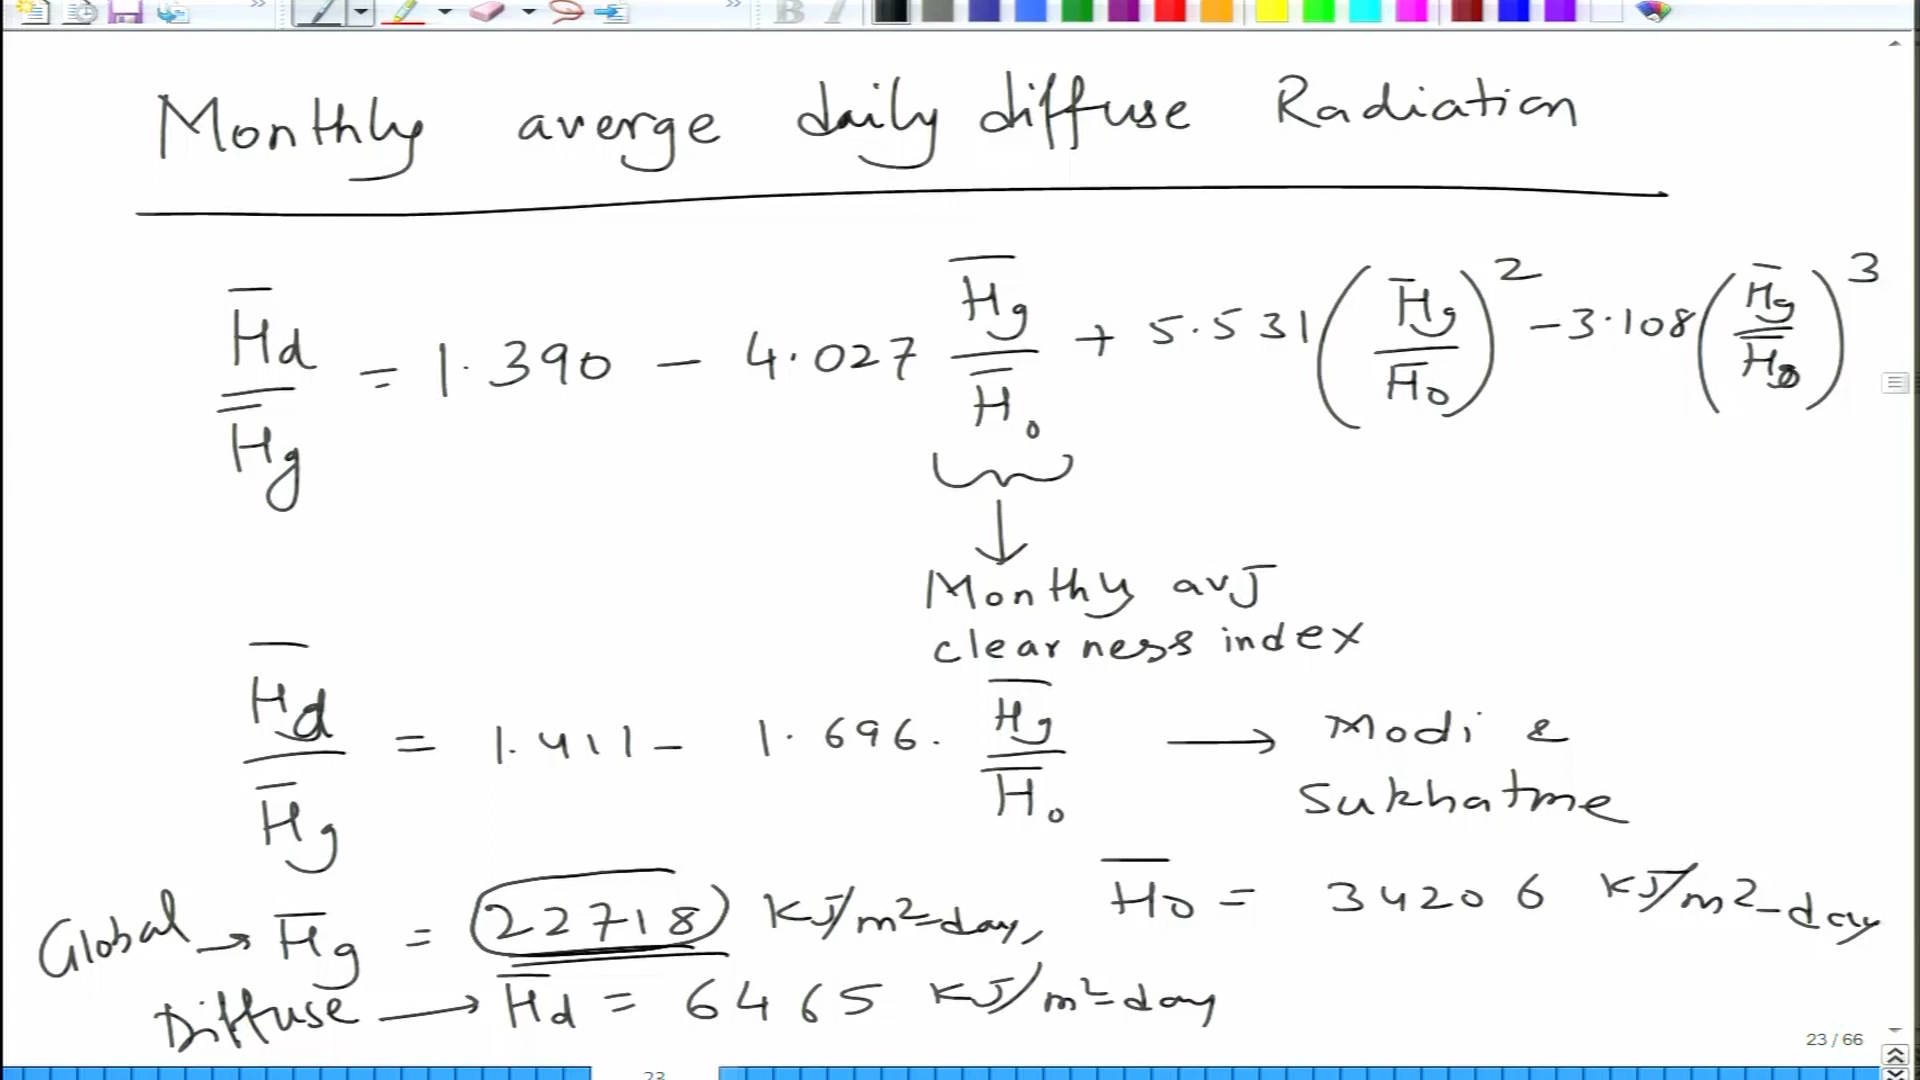 Monthly averge daily diffuse Radiation
H̅d/H̅g = 1.390 - 4.027 H̅g/H̅o + 5.531 (H̅g/H̅o)² - 3.108 (H̅g/H̅o)³
Monthly avg
clearness index
H̅d/H̅g = 1.411 - 1.696. H̅g/H̅o → Modi &
Sukhatme
Global → H̅g = 22718 KJ/m²-day, H̅o = 34206 KJ/m²-day
Diffuse → H̅d = 6465 KJ/m²-day
23 / 66
23